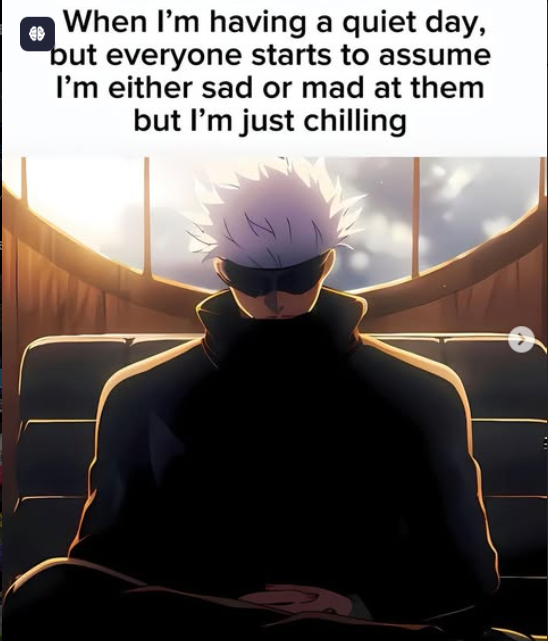 When I’m having a quiet day,
but everyone starts to assume
I’m either sad or mad at them
but I’m just chilling